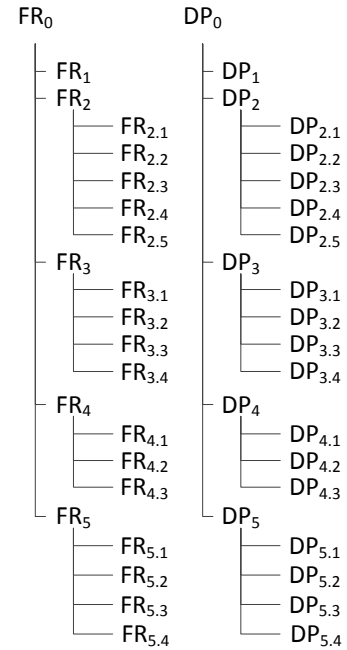 FR₀ DP₀
FR₁ DP₁
FR₂ DP₂
FR₂.₁ DP₂.₁
FR₂.₂ DP₂.₂
FR₂.₃ DP₂.₃
FR₂.₄ DP₂.₄
FR₂.₅ DP₂.₅
FR₃ DP₃
FR₃.₁ DP₃.₁
FR₃.₂ DP₃.₂
FR₃.₃ DP₃.₃
FR₃.₄ DP₃.₄
FR₄ DP₄
FR₄.₁ DP₄.₁
FR₄.₂ DP₄.₂
FR₄.₃ DP₄.₃
FR₅ DP₅
FR₅.₁ DP₅.₁
FR₅.₂ DP₅.₂
FR₅.₃ DP₅.₃
FR₅.₄ DP₅.₄